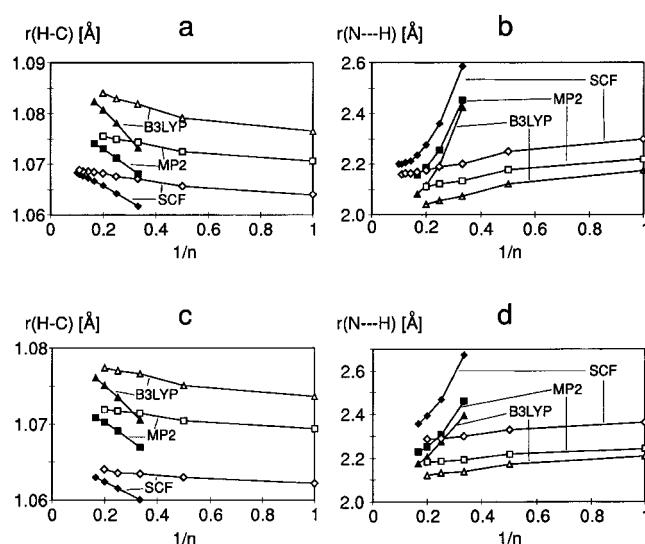 r(H-C) [Å] a
1.09
1.08
1.07
1.06
0 0.2 0.4 0.6 0.8 1
1/n
B3LYP
MP2
SCF
r(N---H) [Å] b
2.6
2.4
2.2
2.0
0 0.2 0.4 0.6 0.8 1
1/n
SCF
MP2
B3LYP
r(H-C) [Å] c
1.08
1.07
1.06
0 0.2 0.4 0.6 0.8 1
1/n
B3LYP
MP2
SCF
r(N---H) [Å] d
2.6
2.4
2.2
2.0
0 0.2 0.4 0.6 0.8 1
1/n
SCF
MP2
B3LYP